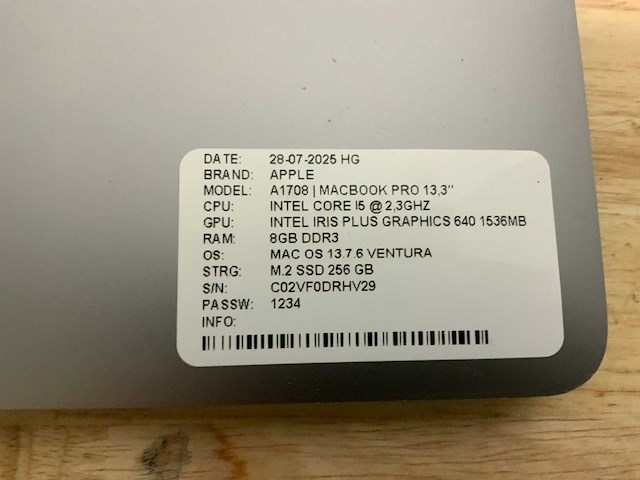 DATE: 28-07-2025 HG
BRAND: APPLE
MODEL: A1708 | MACBOOK PRO 13,3"
CPU: INTEL CORE I5 @ 2,3GHZ
GPU: INTEL IRIS PLUS GRAPHICS 640 1536MB
RAM: 8GB DDR3
OS: MAC OS 13.7.6 VENTURA
STRG: M.2 SSD 256 GB
S/N: C02VF0DRHV29
PASSW: 1234
INFO: